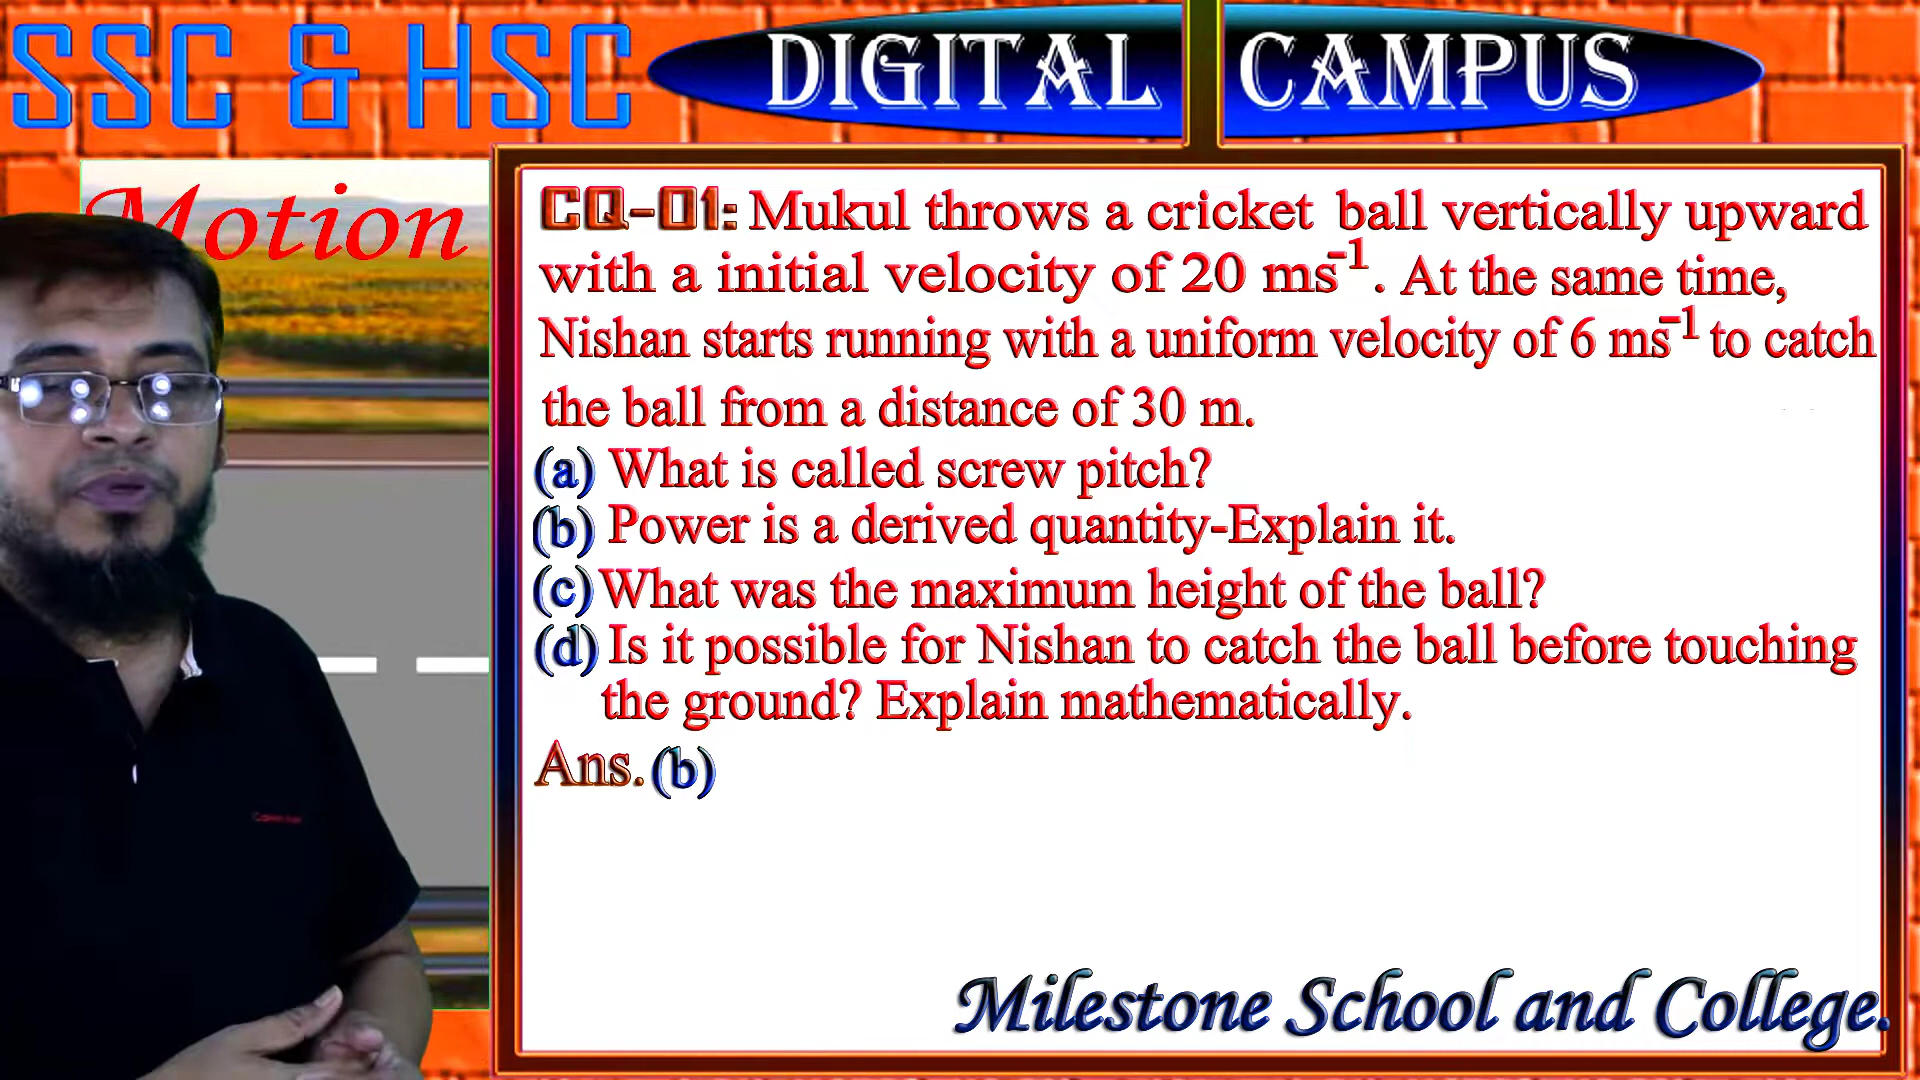 SSC & HSC DIGITAL CAMPUS
Motion
CQ-01: Mukul throws a cricket ball vertically upward
with a initial velocity of 20 ms⁻¹. At the same time,
Nishan starts running with a uniform velocity of 6 ms⁻¹ to catch
the ball from a distance of 30 m.
(a) What is called screw pitch?
(b) Power is a derived quantity-Explain it.
(c) What was the maximum height of the ball?
(d) Is it possible for Nishan to catch the ball before touching
the ground? Explain mathematically.
Ans. (b)
Milestone School and College.